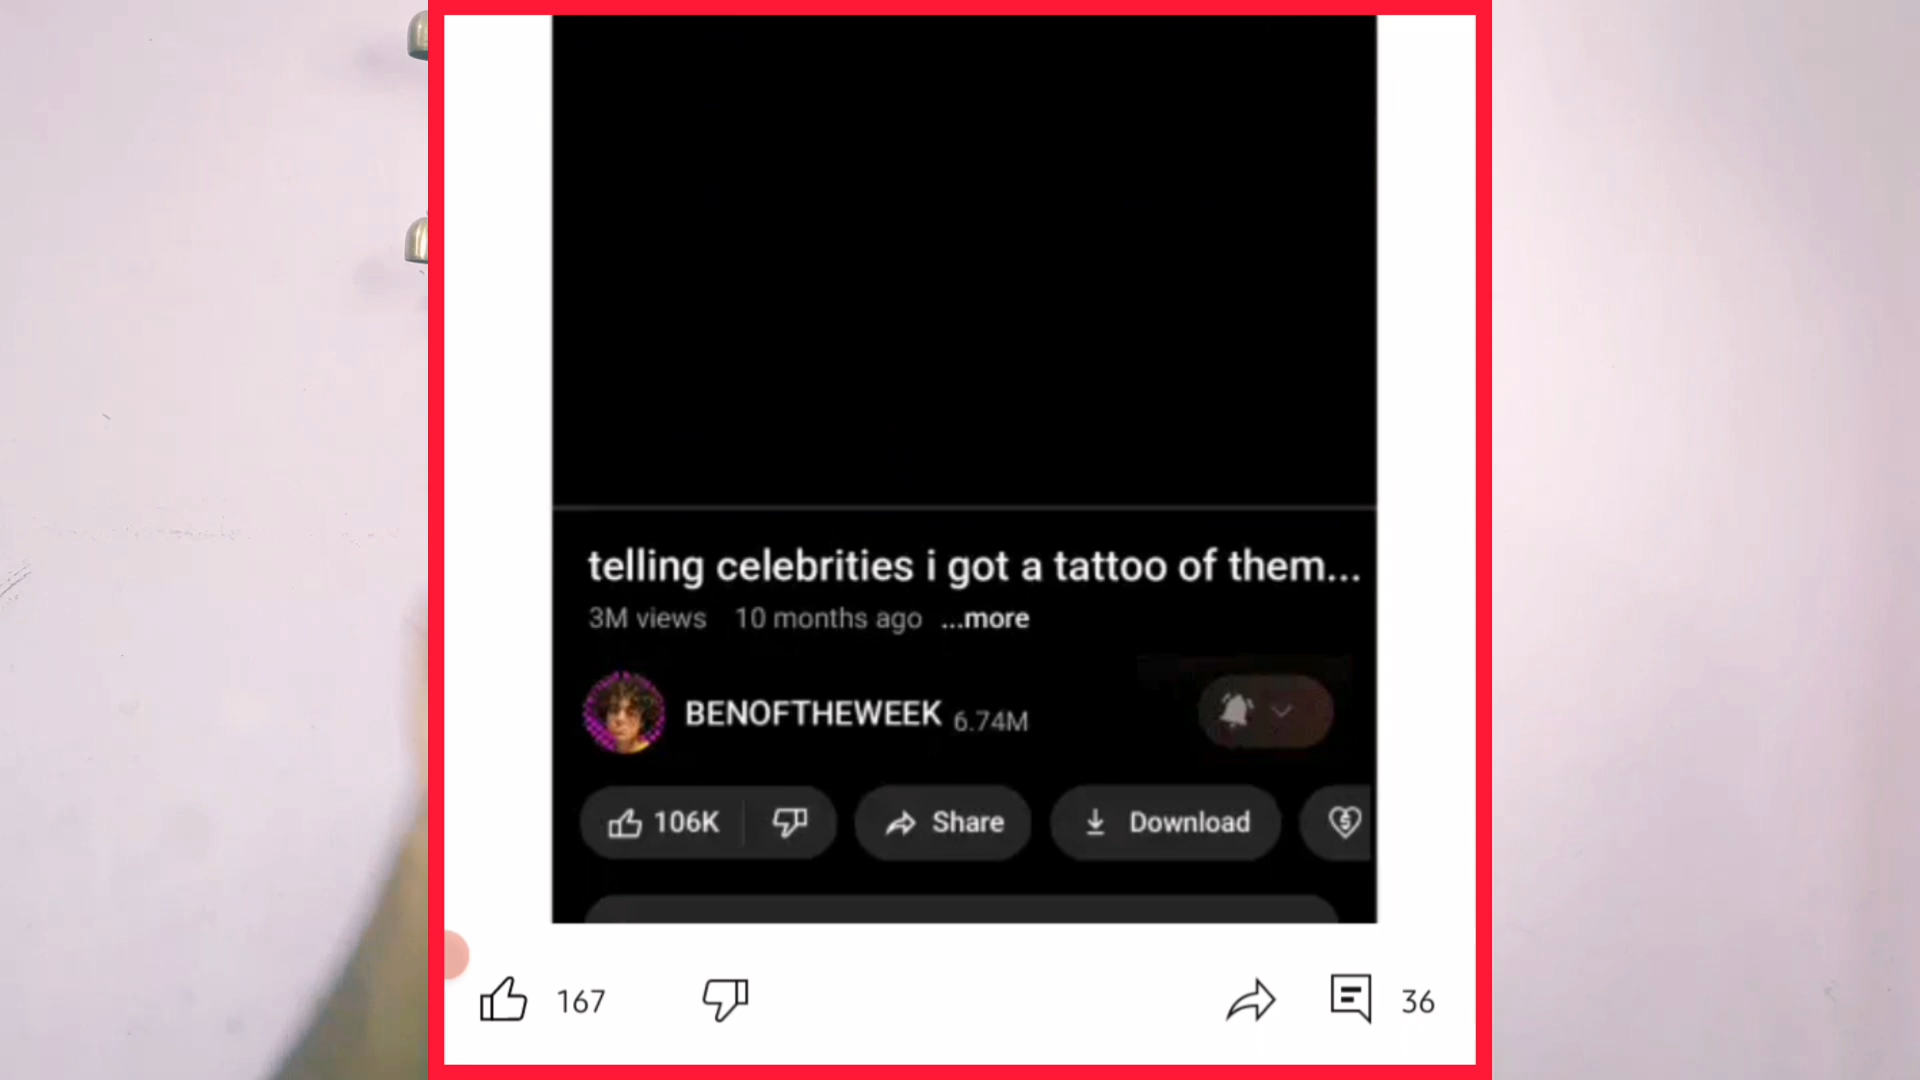 telling celebrities i got a tattoo of them...
3M views 10 months ago ...more
BENOFTHEWEEK 6.74M
106K Share Download
167 36